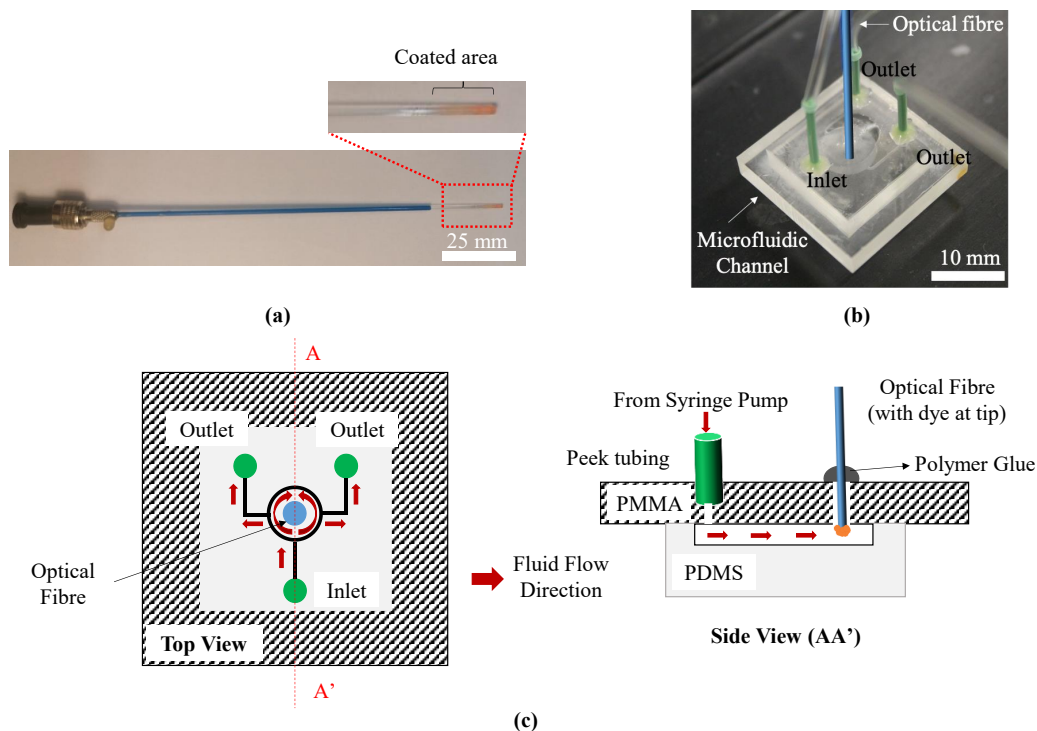 Coated area
25 mm
(a)
Optical fibre
Outlet
Outlet
Inlet
Microfluidic
Channel
10 mm
(b)
A
Outlet
Outlet
Optical
Fibre
Inlet
Top View
A'
Fluid Flow
Direction
From Syringe Pump
Optical Fibre
(with dye at tip)
Peek tubing
Polymer Glue
PMMA
PDMS
Side View (AA’)
(c)